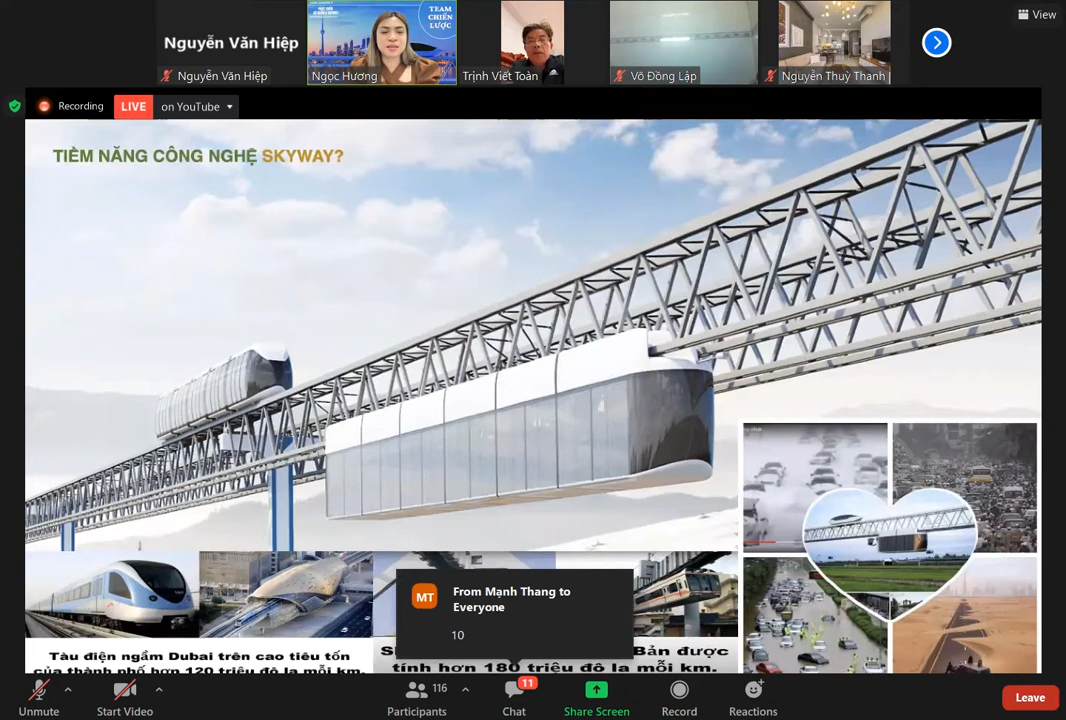 View
TEAM
CHIẾN
LƯỢC
Nguyễn Văn Hiệp
Nguyễn Văn Hiệp
Ngọc Hương
Trịnh Viết Toàn
Võ Đồng Lập
Nguyễn Thuỳ Thanh |
Recording
LIVE
on YouTube
TIỀM NĂNG CÔNG NGHỆ SKYWAY?
MT
From Mạnh Thang to
Everyone
10
Tàu điện ngầm Dubai trên cao tiêu tốn
của thành phố hơn 120 triệu đô la mỗi km.
Bản được
tính hơn 180 triệu đô la mỗi km.
Unmute
Start Video
116
Participants
11
Chat
Share Screen
Record
Reactions
Leave